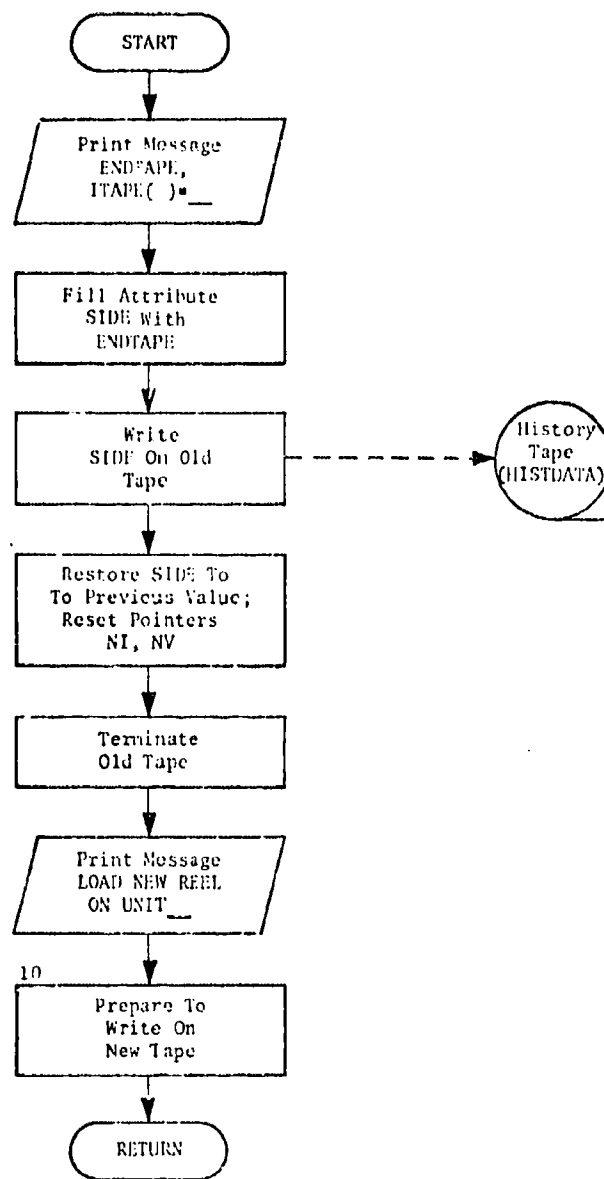 START
Print Message
ENDTAPE,
ITAPE( )=__
Fill Attribute
SIDE With
ENDTAPE
Write
SIDE On Old
Tape
History
Tape
(HISTDATA)
Restore SIDE To
To Previous Value;
Reset Pointers
NI, NV
Terminate
Old Tape
Print Message
LOAD NEW REEL
ON UNIT__
10
Prepare To
Write On
New Tape
RETURN